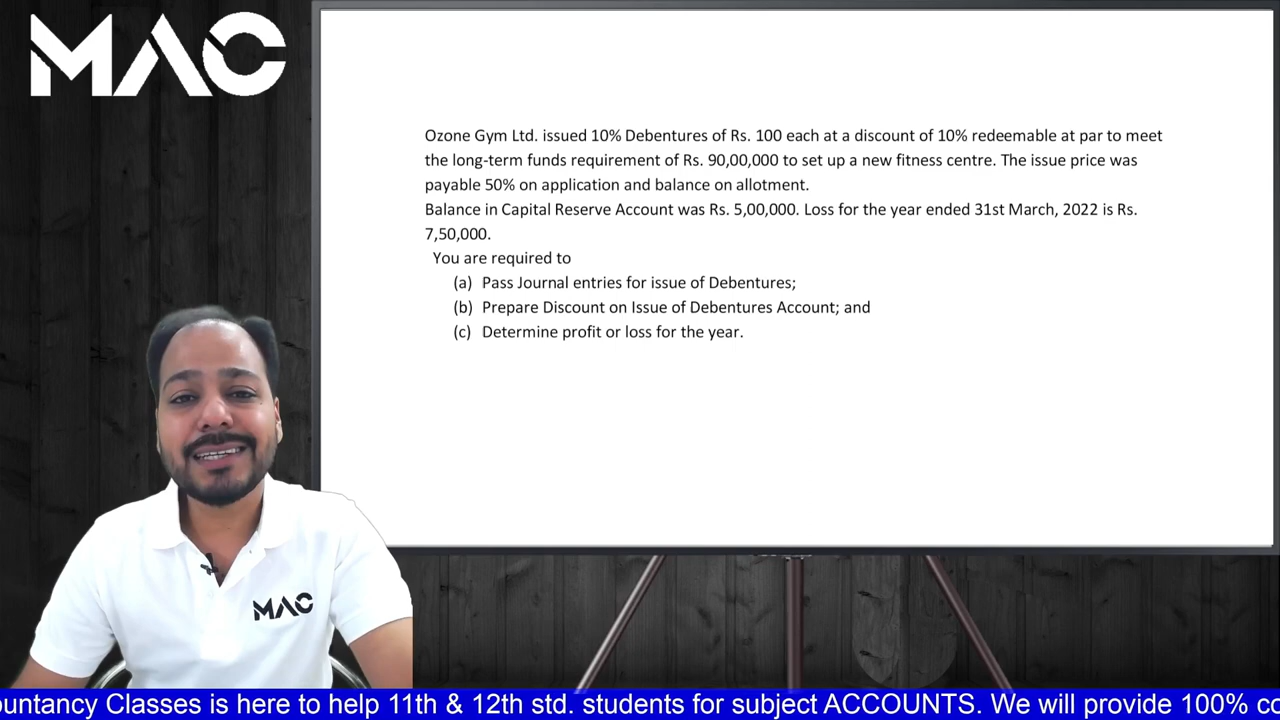 MAC
Ozone Gym Ltd. issued 10% Debentures of Rs. 100 each at a discount of 10% redeemable at par to meet
the long-term funds requirement of Rs. 90,00,000 to set up a new fitness centre. The issue price was
payable 50% on application and balance on allotment.
Balance in Capital Reserve Account was Rs. 5,00,000. Loss for the year ended 31st March, 2022 is Rs.
7,50,000.
You are required to
(a) Pass Journal entries for issue of Debentures;
(b) Prepare Discount on Issue of Debentures Account; and
(c) Determine profit or loss for the year.
MAC
Classes is here to help 11th & 12th std. students for subject ACCOUNTS. We will provide 100%